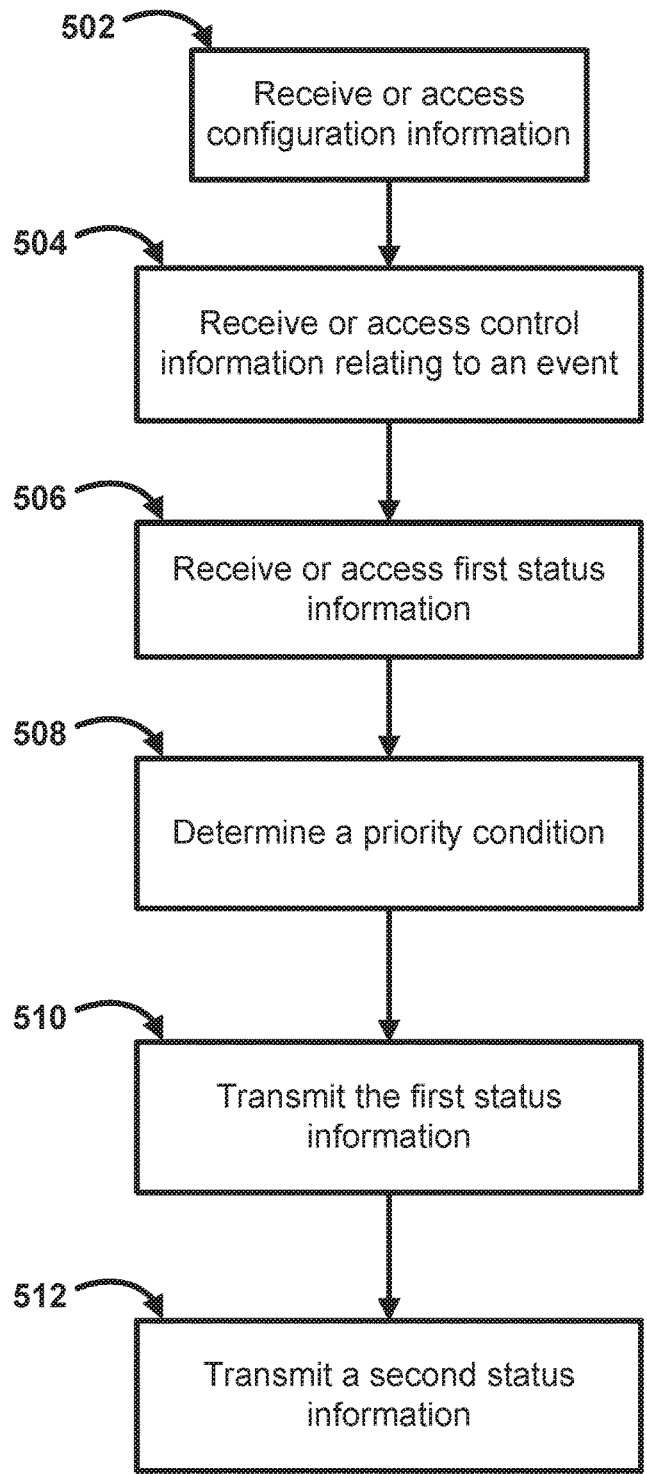 502
Receive or access
configuration information
504
Receive or access control
information relating to an event
506
Receive or access first status
information
508
Determine a priority condition
510
Transmit the first status
information
512
Transmit a second status
information